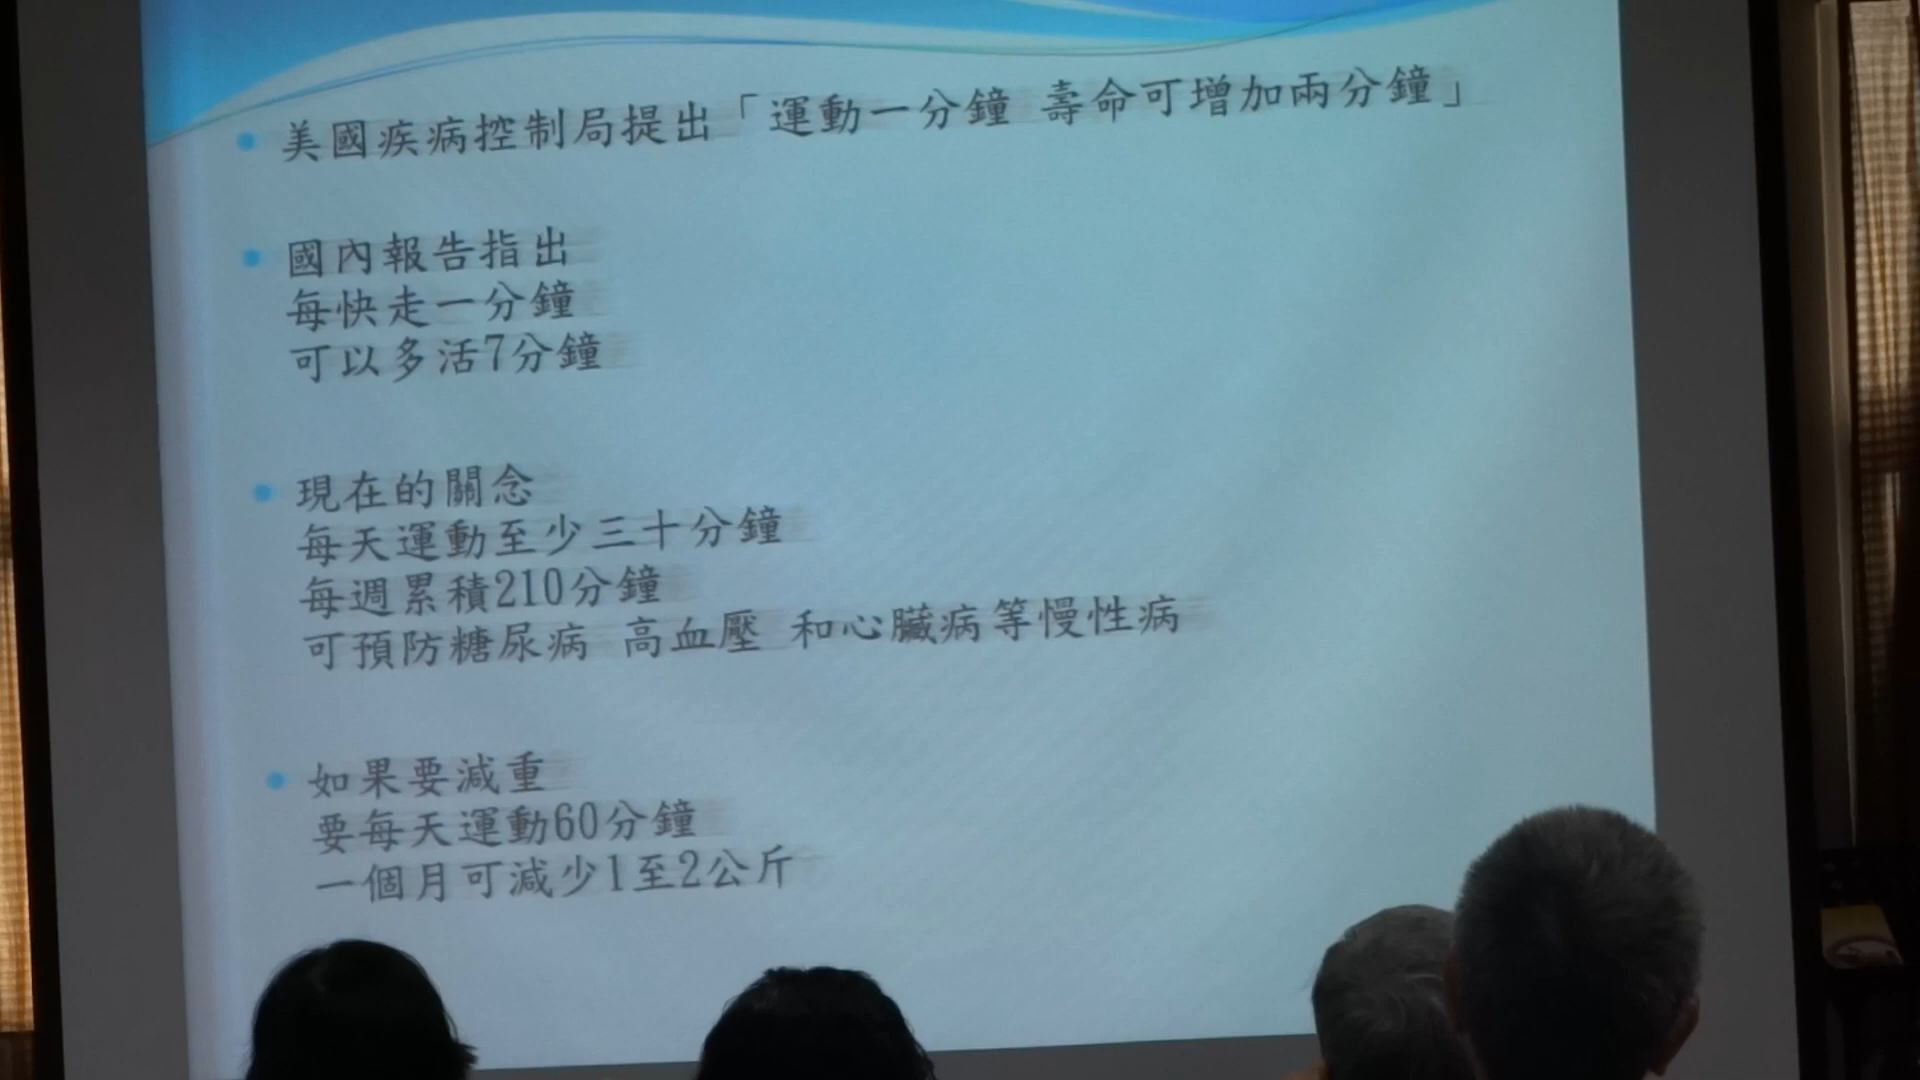 美國疾病控制局提出「運動一分鐘 壽命可增加兩分鐘」
國內報告指出
每快走一分鐘
可以多活7分鐘
現在的關念
每天運動至少三十分鐘
每週累積210分鐘
可預防糖尿病 高血壓 和心臟病等慢性病
如果要減重
要每天運動60分鐘
一個月可減少1至2公斤